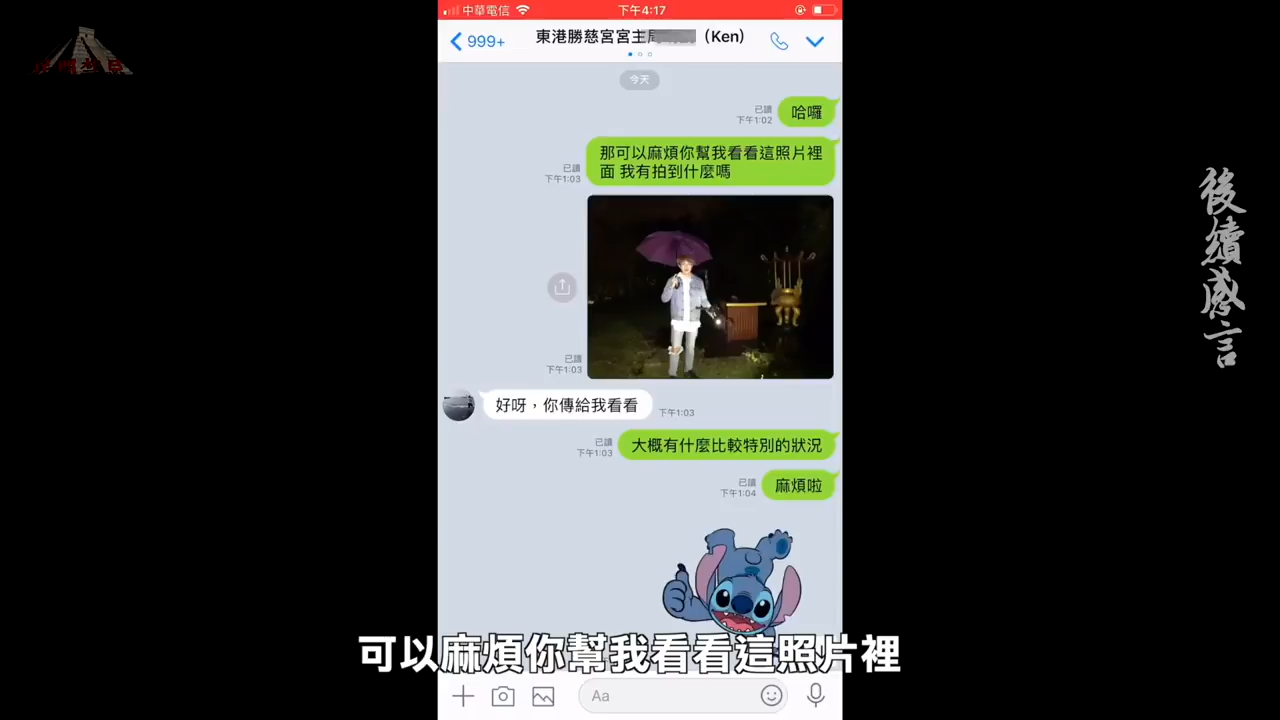 中華電信
下午4:17
999+
東港勝慈宮宮主
（Ken)
今天
哈囉
已讀
下午1:02
那可以麻煩你幫我看看這照片裡
面 我有拍到什麼嗎
已讀
下午1:03
已讀
下午1:03
好呀，你傳給我看看
下午1:03
大概有什麼比較特別的狀況
已讀
下午1:03
麻煩啦
已讀
下午1:04
可以麻煩你幫我看看這照片裡
Aa
後續感言